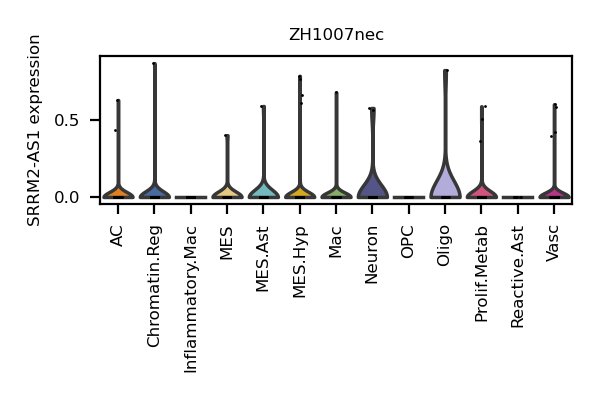 ZH1007nec
SRRM2-AS1 expression
0.5
0.0
AC
Chromatin.Reg
Inflammatory.Mac
MES
MES.Ast
MES.Hyp
Mac
Neuron
OPC
Oligo
Prolif.Metab
Reactive.Ast
Vasc